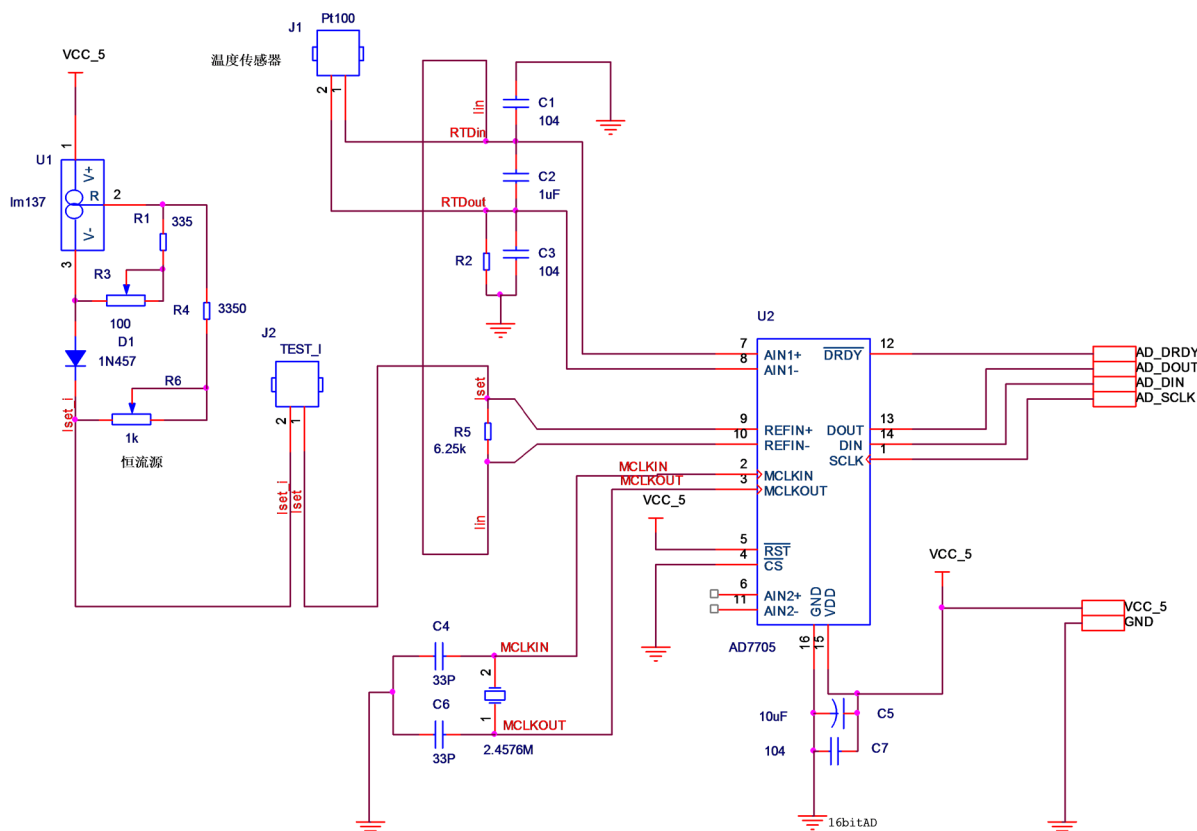 Pt100
J1
VCC_5
温度传感器
2
1
Iin
C1
104
1
RTDin
U1
V+
R
2
lm137
V-
C2
1uF
RTDout
R1
335
3
R3
R2
C3
104
R4
3350
100
D1
1N457
J2
TEST_I
U2
7
AIN1+
8
AIN1-
DRDY
12
AD_DRDY
AD_DOUT
AD_DIN
AD_SCLK
R6
Iset_i
1k
恒流源
2
1
Iset
R5
6.25k
9
REFIN+
10
REFIN-
DOUT
13
DIN
14
SCLK
1
Iset_i
Iset
Iin
MCLKIN
2
MCLKIN
MCLKOUT
3
MCLKOUT
VCC_5
5
RST
4
CS
6
AIN2+
11
AIN2-
GND
VDD
16
15
AD7705
VCC_5
VCC_5
GND
C4
33P
MCLKIN
2
C6
33P
1
MCLKOUT
2.4576M
10uF
C5
104
C7
16bitAD